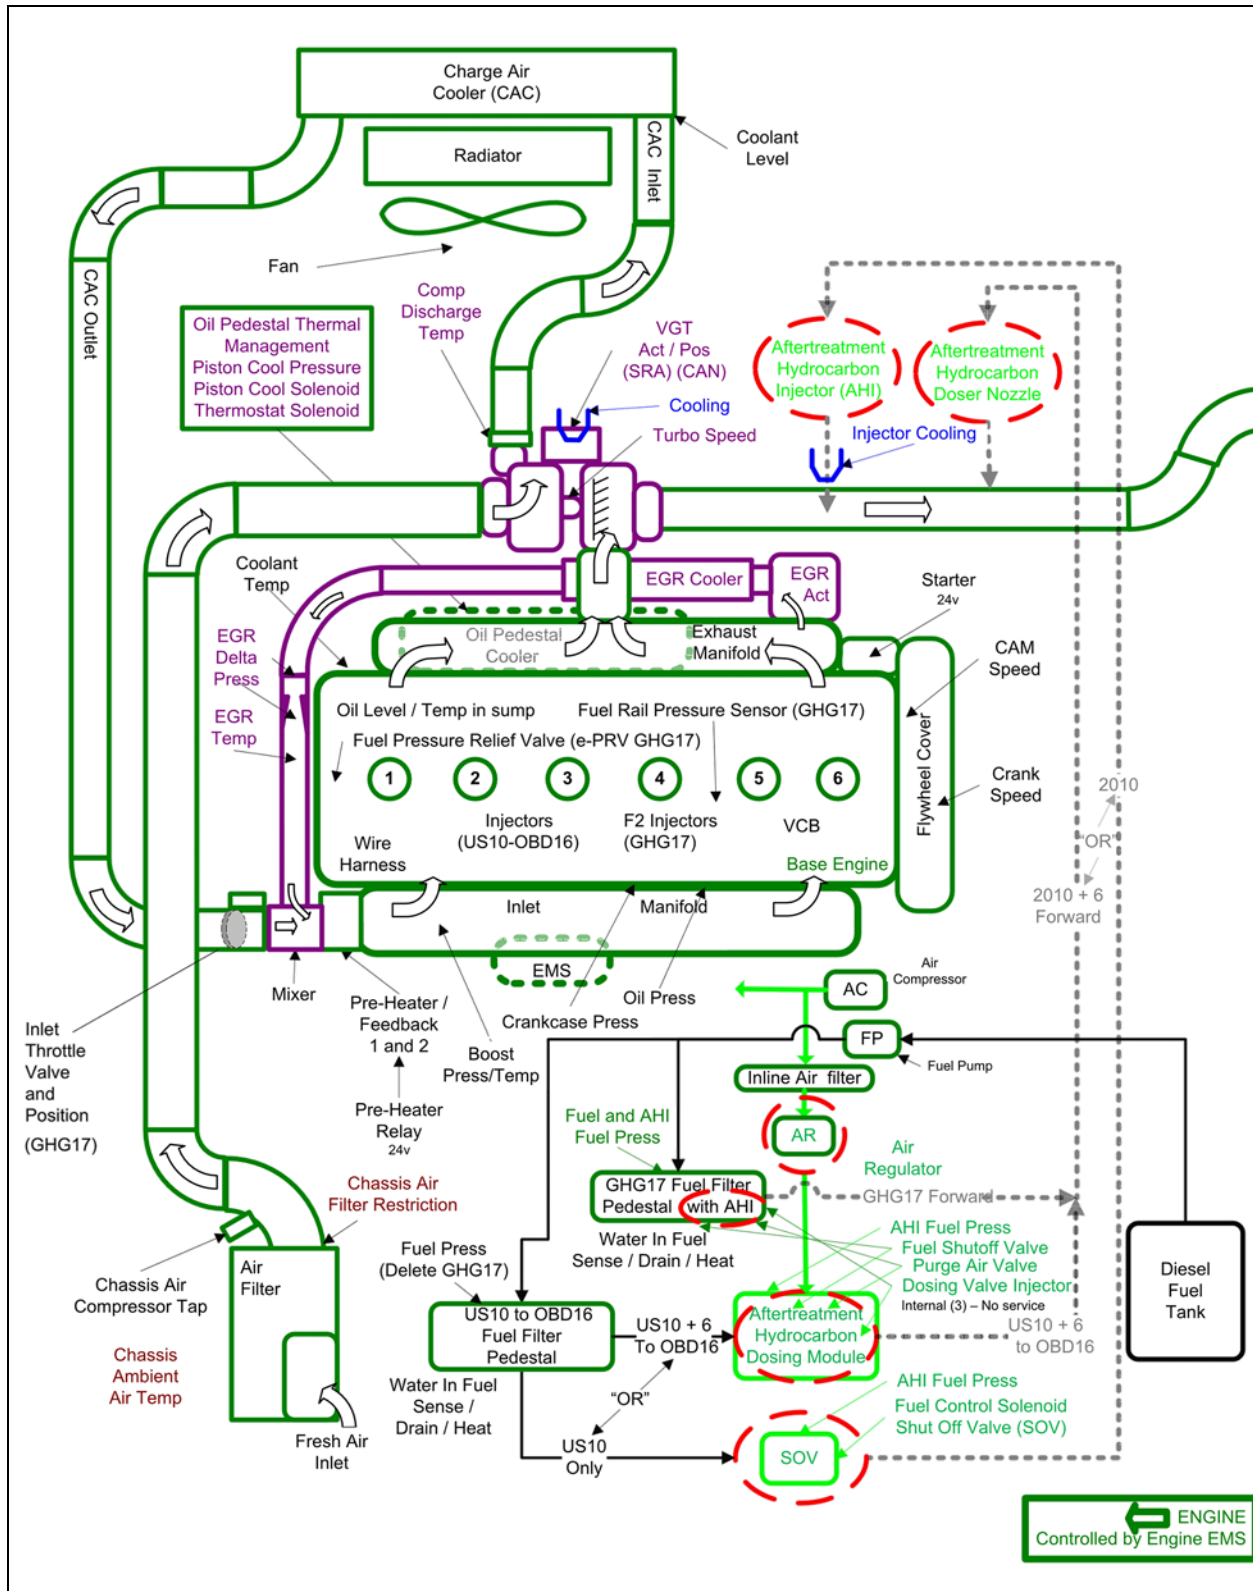 Charge Air
Cooler (CAC)
Coolant
Level
CAC Inlet
Radiator
Fan
CAC Outlet
Oil Pedestal Thermal
Management
Piston Cool Pressure
Piston Cool Solenoid
Thermostat Solenoid
Comp
Discharge
Temp
VGT
Act / Pos
(SRA) (CAN)
Cooling
Turbo Speed
Aftertreatment
Hydrocarbon
Injector (AHI)
Aftertreatment
Hydrocarbon
Doser Nozzle
Injector Cooling
Coolant
Temp
EGR Cooler
EGR
Act
Starter
24v
EGR
Delta
Press
EGR
Temp
Oil Pedestal
Cooler
Exhaust
Manifold
CAM
Speed
Crank
Speed
Flywheel Cover
Oil Level / Temp in sump
Fuel Rail Pressure Sensor (GHG17)
Fuel Pressure Relief Valve (e-PRV GHG17)
1
2
3
4
5
6
Injectors
(US10-OBD16)
F2 Injectors
(GHG17)
VCB
Wire
Harness
Base Engine
2010
"OR"
2010 + 6
Forward
Inlet
Manifold
EMS
Mixer
Pre-Heater /
Feedback
1 and 2
Pre-Heater
Relay
24v
Crankcase Press
Oil Press
Boost
Press/Temp
Inlet
Throttle
Valve
and
Position
(GHG17)
AC
Air
Compressor
FP
Fuel Pump
Inline Air filter
AR
Air
Regulator
Fuel and AHI
Fuel Press
GHG17 Fuel Filter
Pedestal with AHI
GHG17 Forward
Water In Fuel
Sense / Drain / Heat
AHI Fuel Press
Fuel Shutoff Valve
Purge Air Valve
Dosing Valve Injector
Internal (3) – No service
Chassis Air
Filter Restriction
Air
Filter
Chassis Air
Compressor Tap
Chassis
Ambient
Air Temp
Fresh Air
Inlet
Fuel Press
(Delete GHG17)
US10 to OBD16
Fuel Filter
Pedestal
Water In Fuel
Sense /
Drain / Heat
US10 + 6
To OBD16
"OR"
US10
Only
Aftertreatment
Hydrocarbon
Dosing Module
US10 + 6
to OBD16
Diesel
Fuel
Tank
AHI Fuel Press
Fuel Control Solenoid
Shut Off Valve (SOV)
SOV
ENGINE
Controlled by Engine EMS